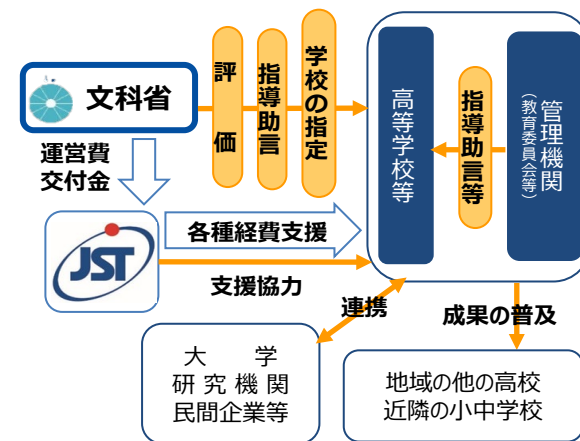 文科省
評価
指導助言
学校の指定
高等学校等
指導助言等
管理機関
（教育委員会等）
運営費
交付金
JST
各種経費支援
支援協力
連携
成果の普及
大　学
研究機関
民間企業等
地域の他の高校
近隣の小中学校